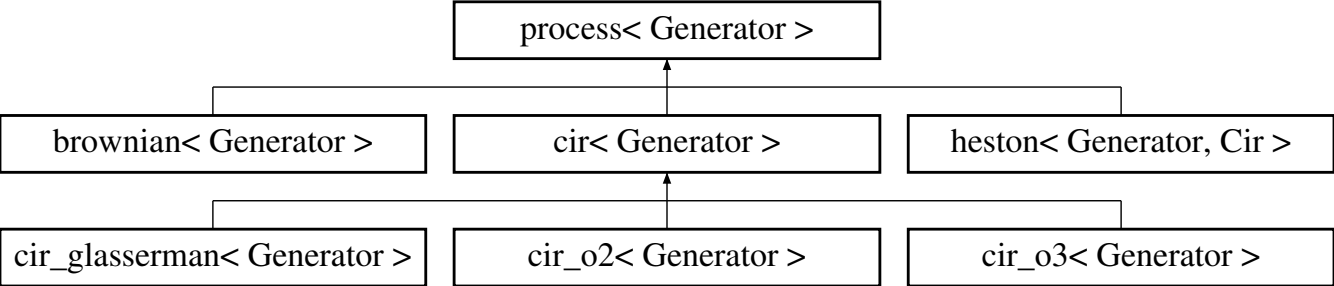 process< Generator >
brownian< Generator >
cir< Generator >
heston< Generator, Cir >
cir_glasserman< Generator >
cir_o2< Generator >
cir_o3< Generator >